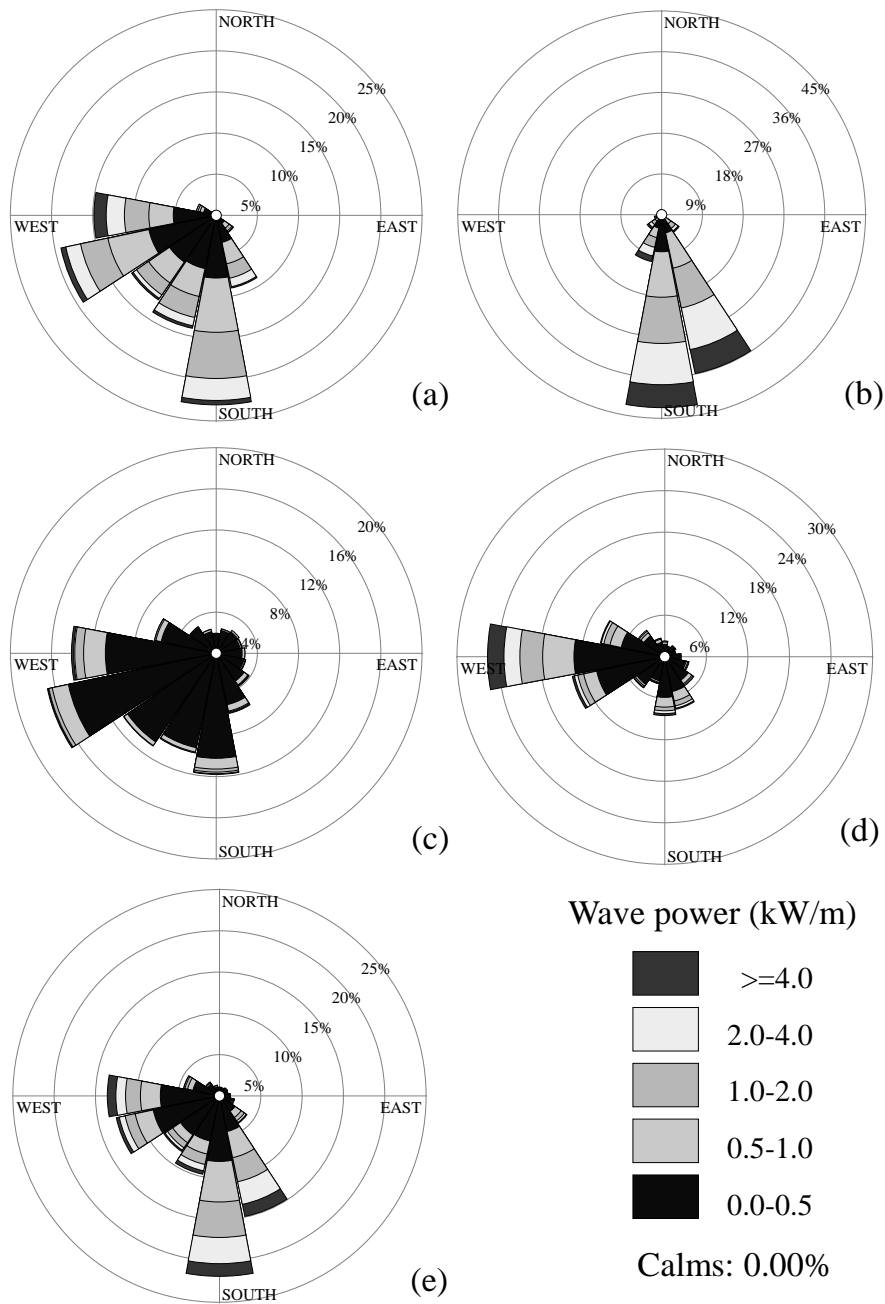 NORTH
25%
20%
15%
10%
5%
WEST
EAST
SOUTH
(a)
NORTH
45%
36%
27%
18%
9%
WEST
EAST
SOUTH
(b)
NORTH
20%
16%
12%
8%
4%
WEST
EAST
SOUTH
(c)
NORTH
30%
24%
18%
12%
6%
WEST
EAST
SOUTH
(d)
NORTH
25%
20%
15%
10%
5%
WEST
EAST
SOUTH
(e)
Wave power (kW/m)
>=4.0
2.0-4.0
1.0-2.0
0.5-1.0
0.0-0.5
Calms: 0.00%